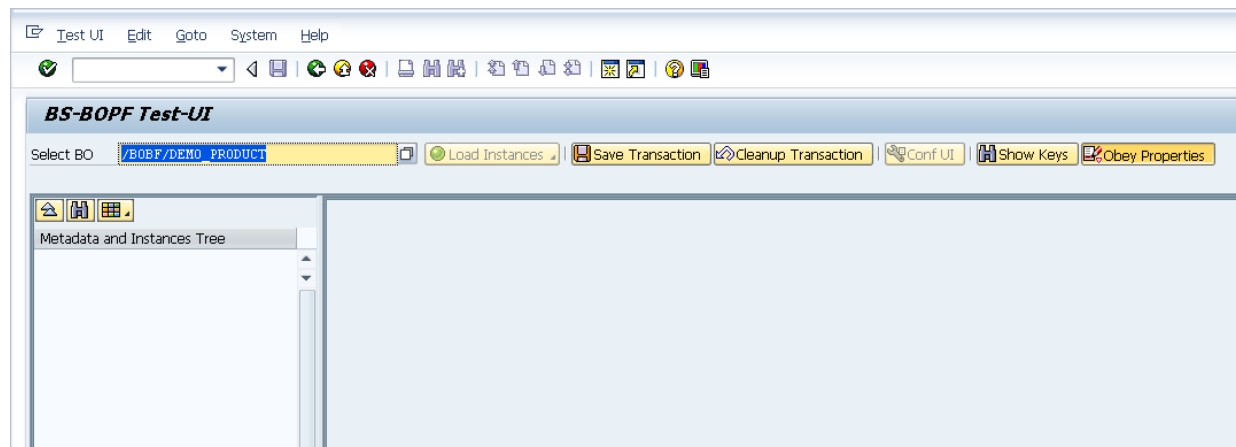 Test UI Edit Goto System Help
BS-BOPF Test-UI
Select BO /BOBF/DEMO_PRODUCT Load Instances Save Transaction Cleanup Transaction Conf UI Show Keys Obey Properties
Metadata and Instances Tree